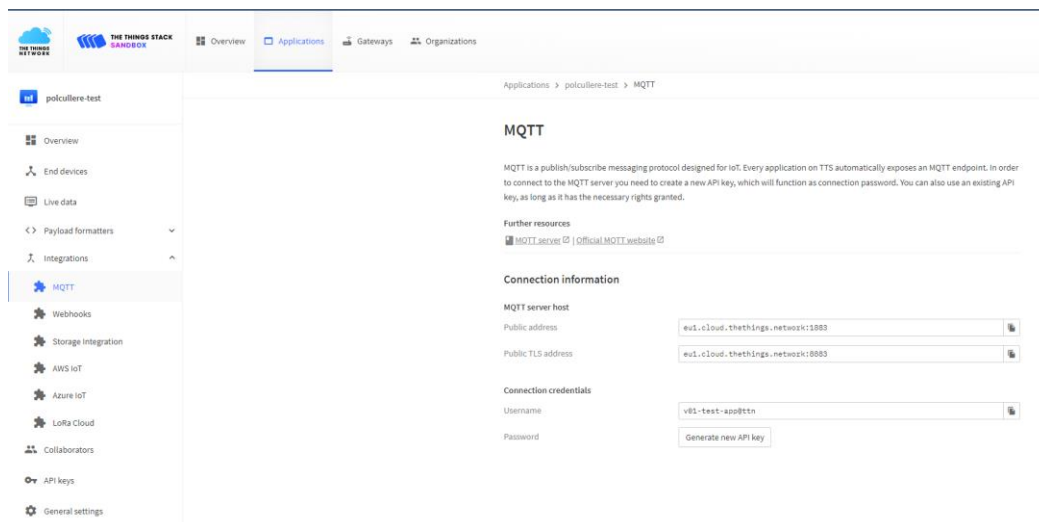 THE THINGS NETWORK
THE THINGS STACK
SANDBOX
Overview
Applications
Gateways
Organizations
polcullere-test
Overview
End devices
Live data
Payload formatters
Integrations
MQTT
Webhooks
Storage Integration
AWS IoT
Azure IoT
LoRa Cloud
Collaborators
API keys
General settings
Applications > polcullere-test > MQTT
MQTT
MQTT is a publish/subscribe messaging protocol designed for IoT. Every application on TTS automatically exposes an MQTT endpoint. In order
to connect to the MQTT server you need to create a new API key, which will function as connection password. You can also use an existing API
key, as long as it has the necessary rights granted.
Further resources
MQTT server | Official MQTT website
Connection information
MQTT server host
Public address
eu1.cloud.thethings.network:1883
Public TLS address
eu1.cloud.thethings.network:8883
Connection credentials
Username
v01-test-app@ttn
Password
Generate new API key